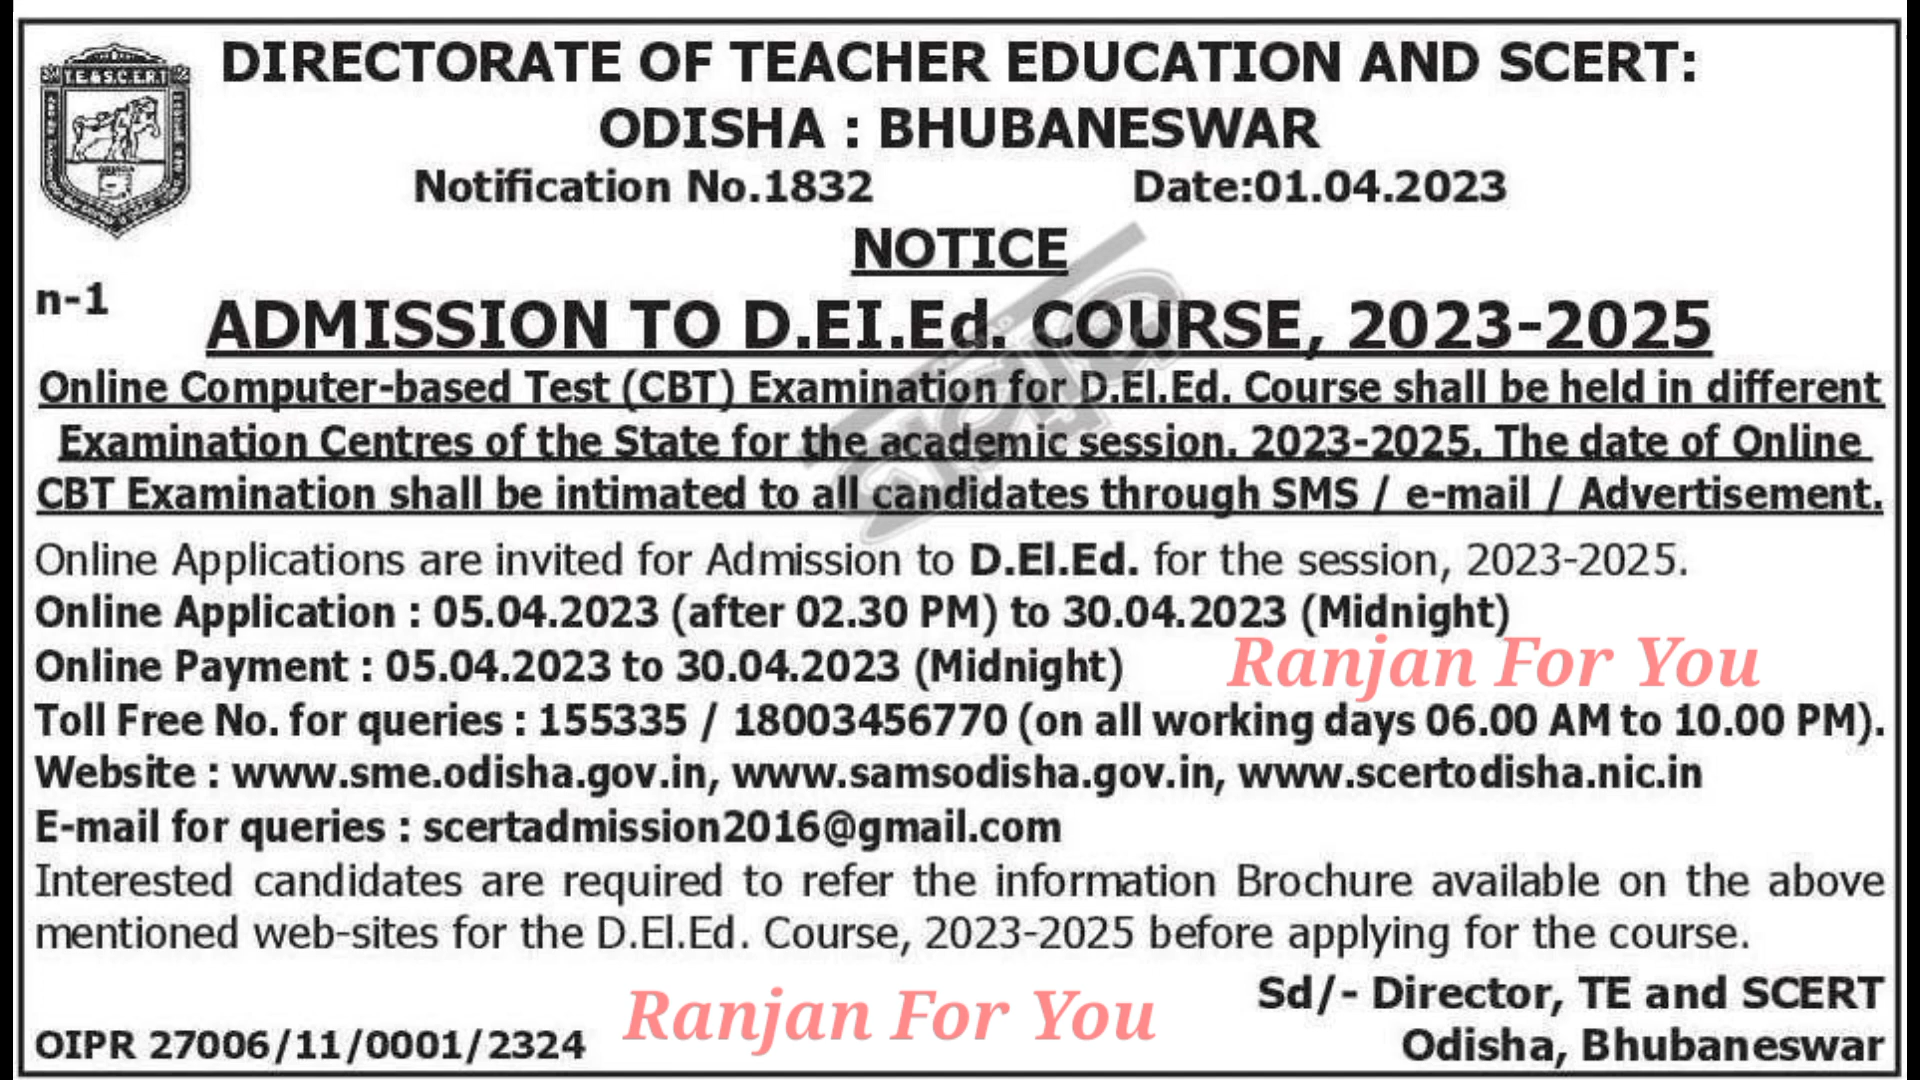 T.E & S.C.E.R.T
DIRECTORATE OF TEACHER EDUCATION AND SCERT:
ODISHA : BHUBANESWAR
Notification No.1832 Date:01.04.2023
NOTICE
n-1
ADMISSION TO D.EI.Ed. COURSE, 2023-2025
Online Computer-based Test (CBT) Examination for D.El.Ed. Course shall be held in different
Examination Centres of the State for the academic session, 2023-2025. The date of Online
CBT Examination shall be intimated to all candidates through SMS / e-mail / Advertisement.
Online Applications are invited for Admission to D.El.Ed. for the session, 2023-2025.
Online Application : 05.04.2023 (after 02.30 PM) to 30.04.2023 (Midnight)
Online Payment : 05.04.2023 to 30.04.2023 (Midnight)
Ranjan For You
Toll Free No. for queries : 155335 / 18003456770 (on all working days 06.00 AM to 10.00 PM).
Website : www.sme.odisha.gov.in, www.samsodisha.gov.in, www.scertodisha.nic.in
E-mail for queries : scertadmission2016@gmail.com
Interested candidates are required to refer the information Brochure available on the above
mentioned web-sites for the D.El.Ed. Course, 2023-2025 before applying for the course.
Sd/- Director, TE and SCERT
Ranjan For You
OIPR 27006/11/0001/2324 Odisha, Bhubaneswar